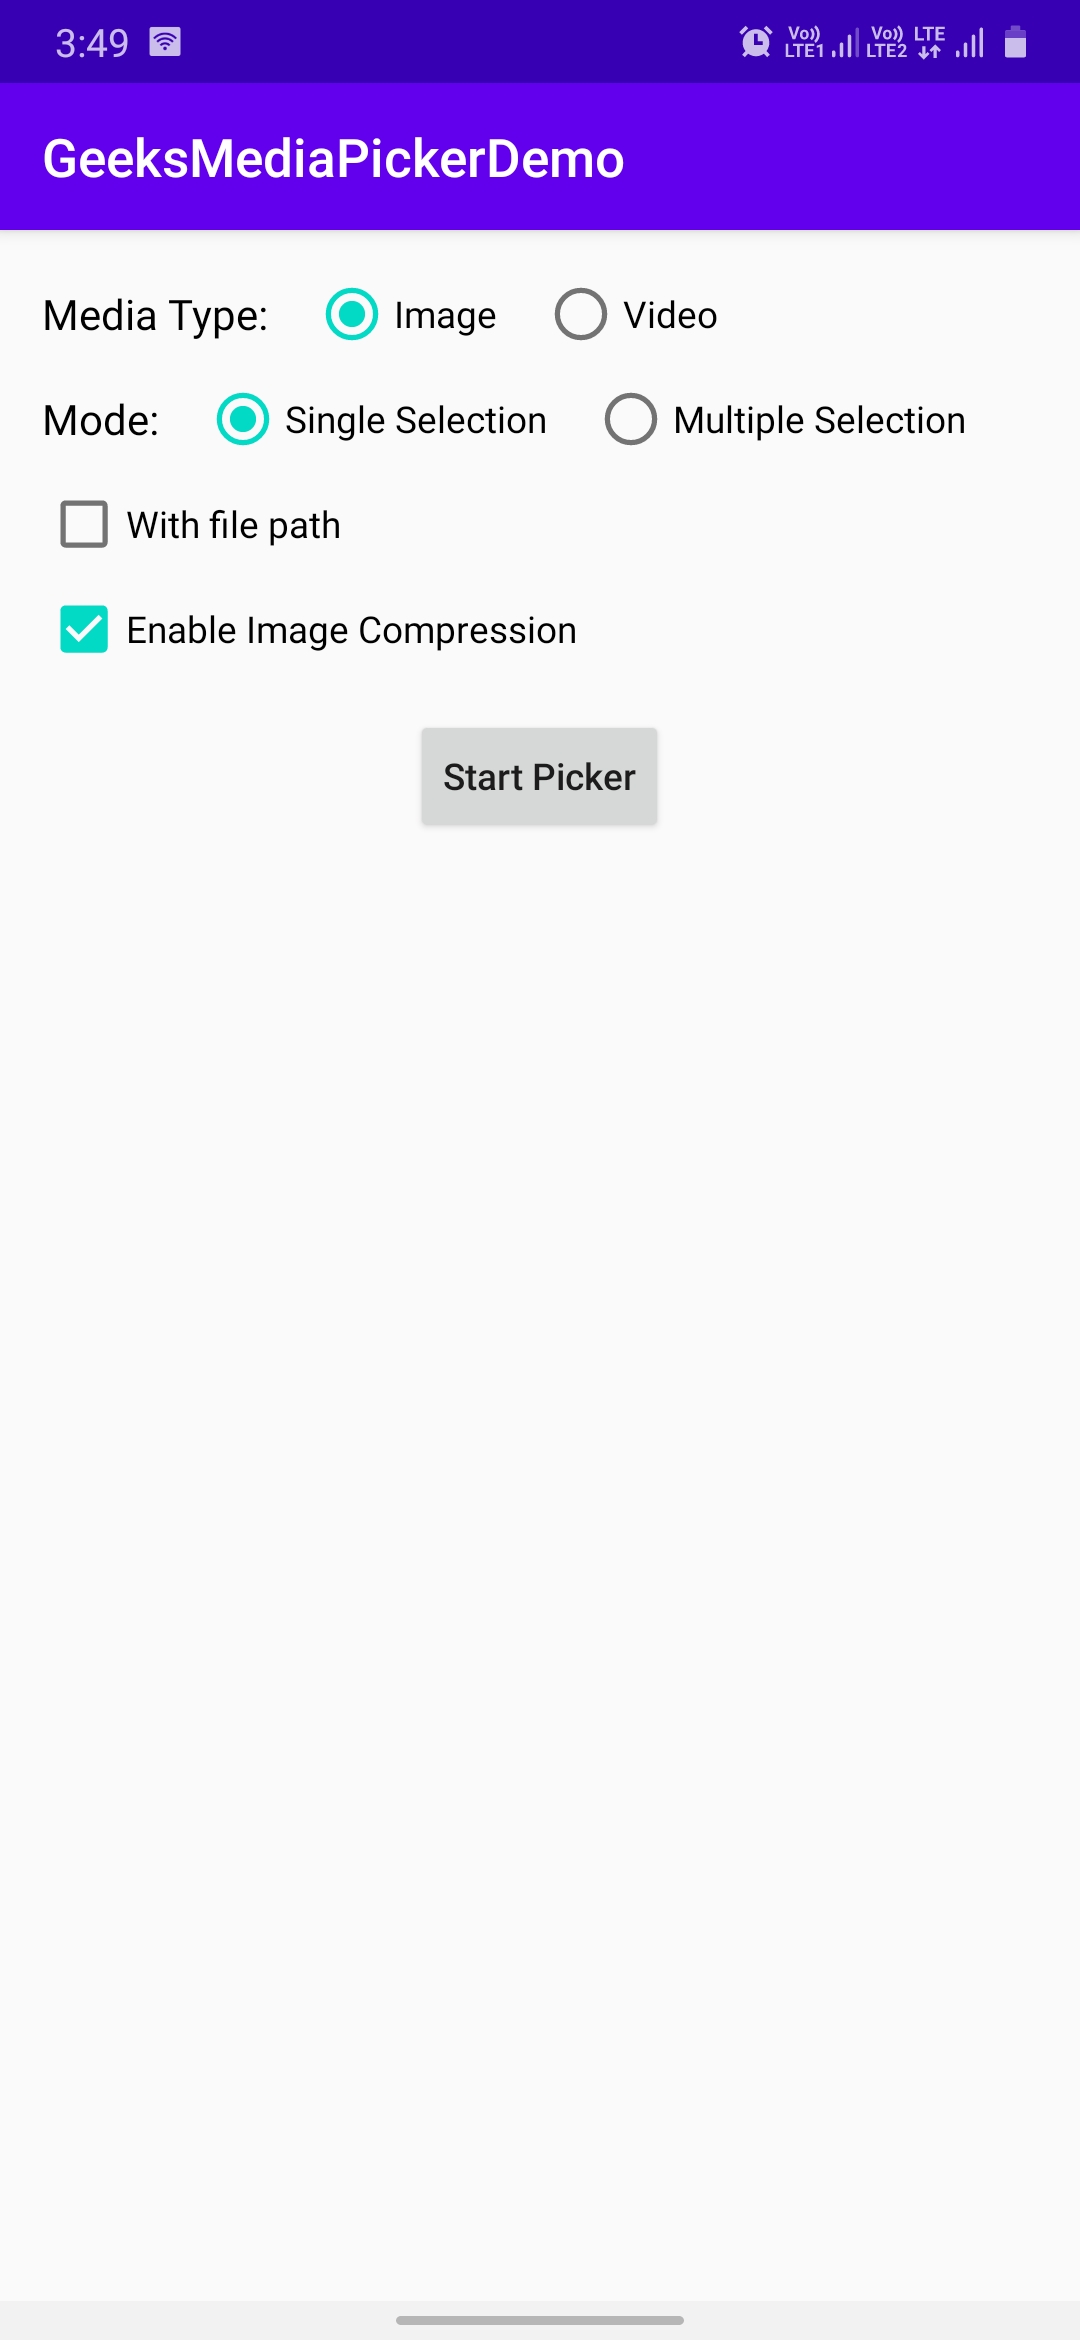 3:49 Vo)) LTE1 Vo)) LTE2 LTE
GeeksMediaPickerDemo
Media Type: Image Video
Mode: Single Selection Multiple Selection
With file path
Enable Image Compression
Start Picker